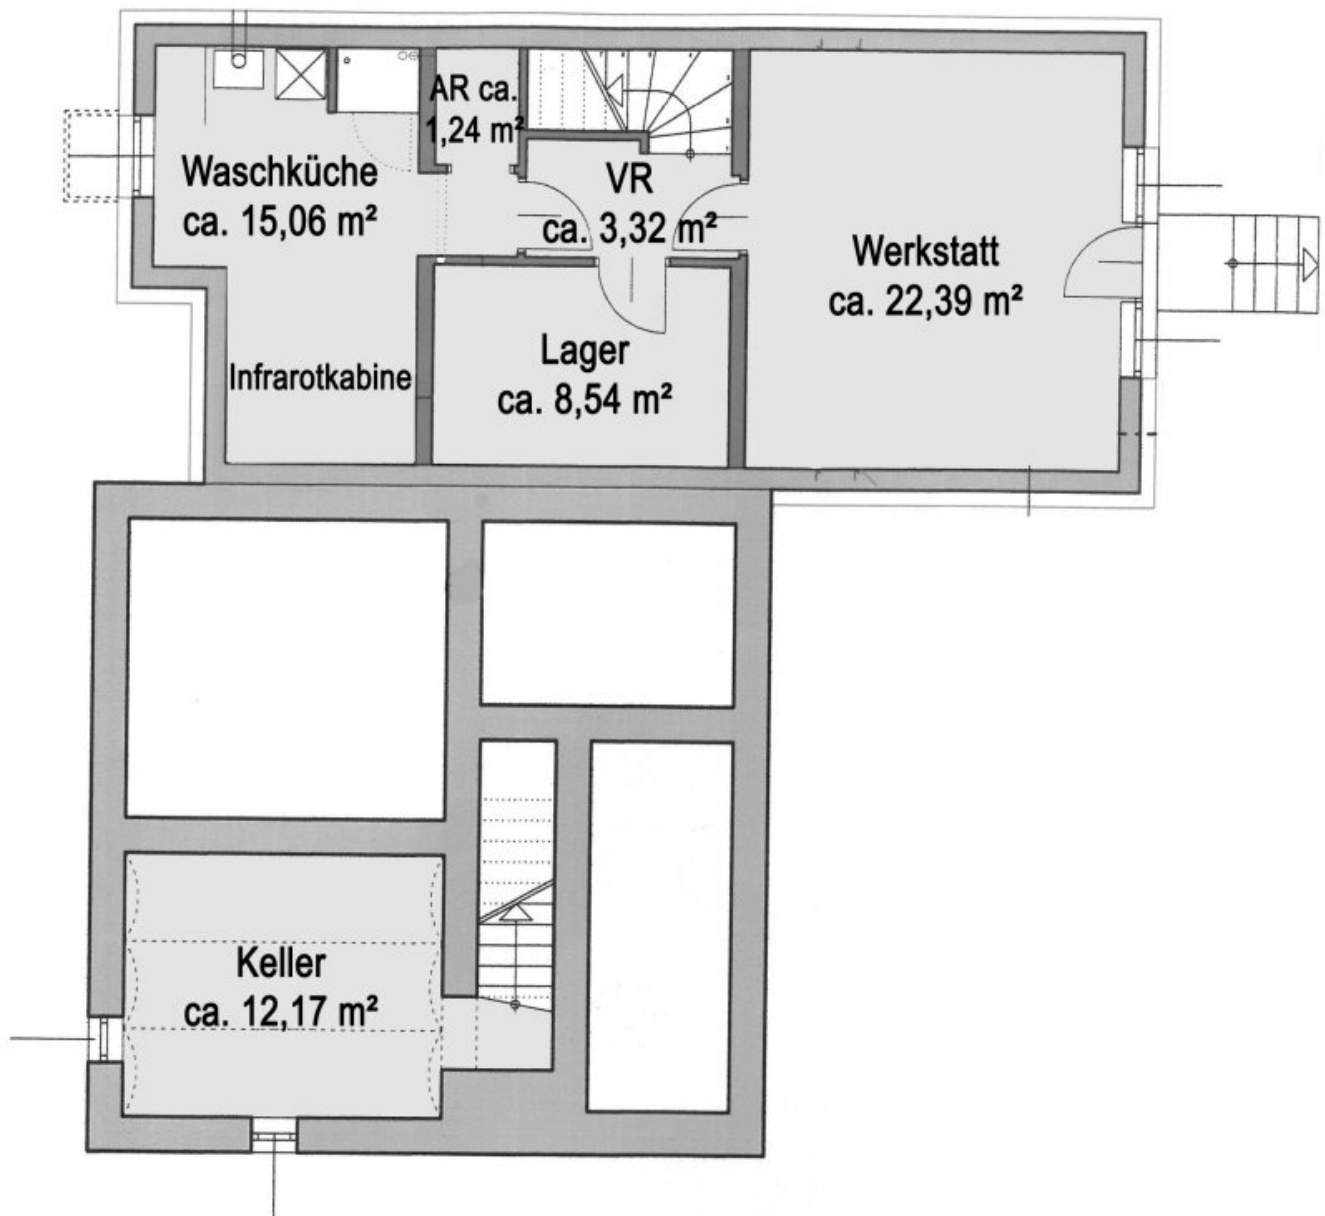 AR ca.
1,24 m²
Waschküche
ca. 15,06 m²
VR
ca. 3,32 m²
Werkstatt
ca. 22,39 m²
Lager
ca. 8,54 m²
Infrarotkabine
Keller
ca. 12,17 m²